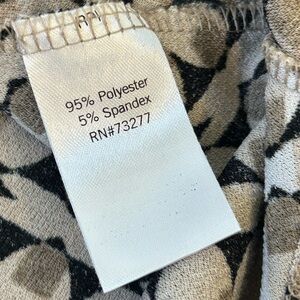 95% Polyester
5% Spandex
RN#73277